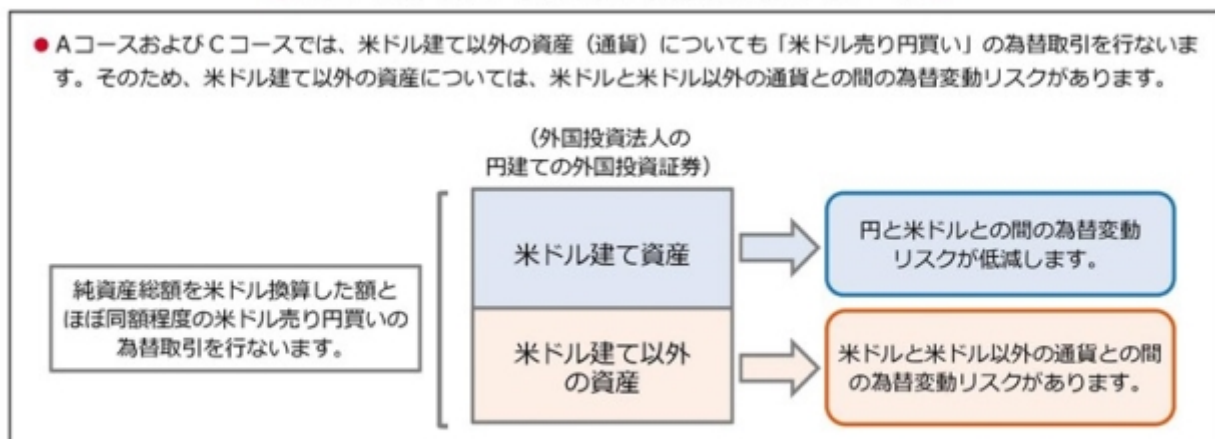 ●AコースおよびCコースでは、米ドル建て以外の資産（通貨）についても「米ドル売り円買い」の為替取引を行ないま
す。そのため、米ドル建て以外の資産については、米ドルと米ドル以外の通貨との間の為替変動リスクがあります。
（外国投資法人の
円建ての外国投資証券）
純資産総額を米ドル換算した額と
ほぼ同額程度の米ドル売り円買いの
為替取引を行ないます。
米ドル建て資産
円と米ドルとの間の為替変動
リスクが低減します。
米ドル建て以外
の資産
米ドルと米ドル以外の通貨との間
の為替変動リスクがあります。